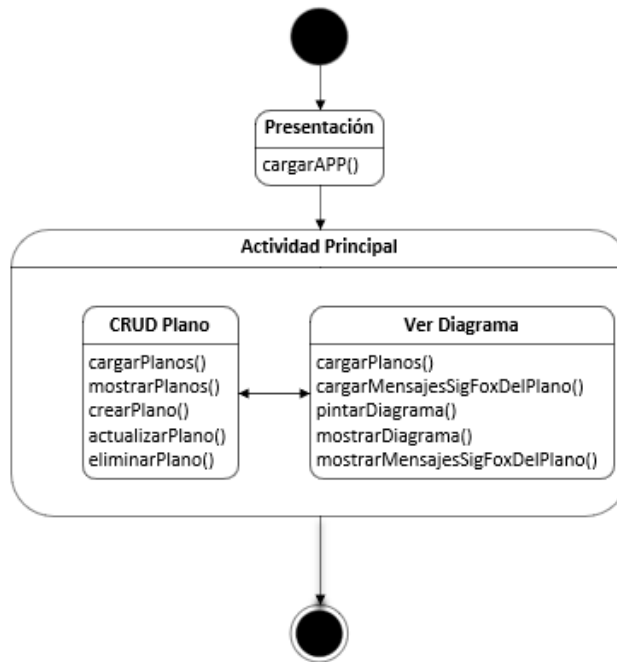 Presentación
cargarAPP()
Actividad Principal
CRUD Plano
cargarPlanos()
mostrarPlanos()
crearPlano()
actualizarPlano()
eliminarPlano()
Ver Diagrama
cargarPlanos()
cargarMensajesSigFoxDelPlano()
pintarDiagrama()
mostrarDiagrama()
mostrarMensajesSigFoxDelPlano()